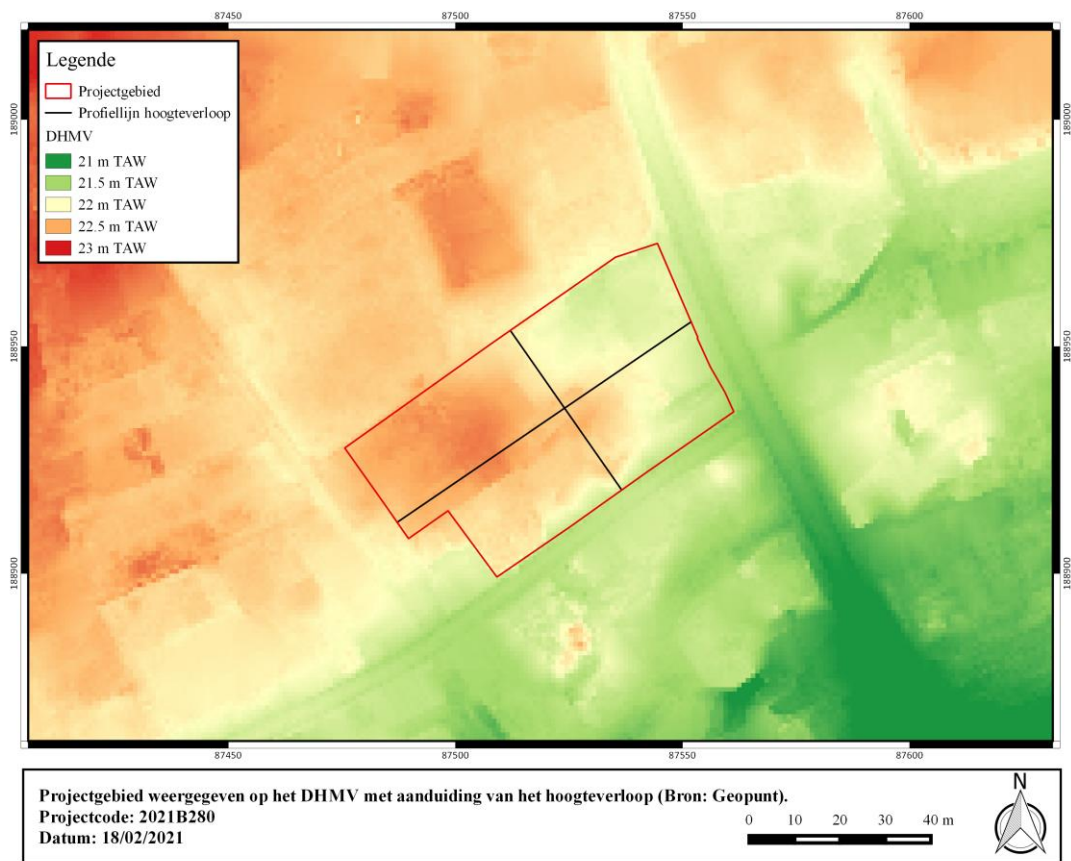 87450 87500 87550 87600
Legende
Projectgebied
Profiellijn hoogteverloop
DHMV
21 m TAW
21.5 m TAW
22 m TAW
22.5 m TAW
23 m TAW
189000 189000
188950 188950
188900 188900
87450 87500 87550 87600
Projectgebied weergegeven op het DHMV met aanduiding van het hoogteverloop (Bron: Geopunt).
Projectcode: 2021B280
Datum: 18/02/2021
0 10 20 30 40 m
N